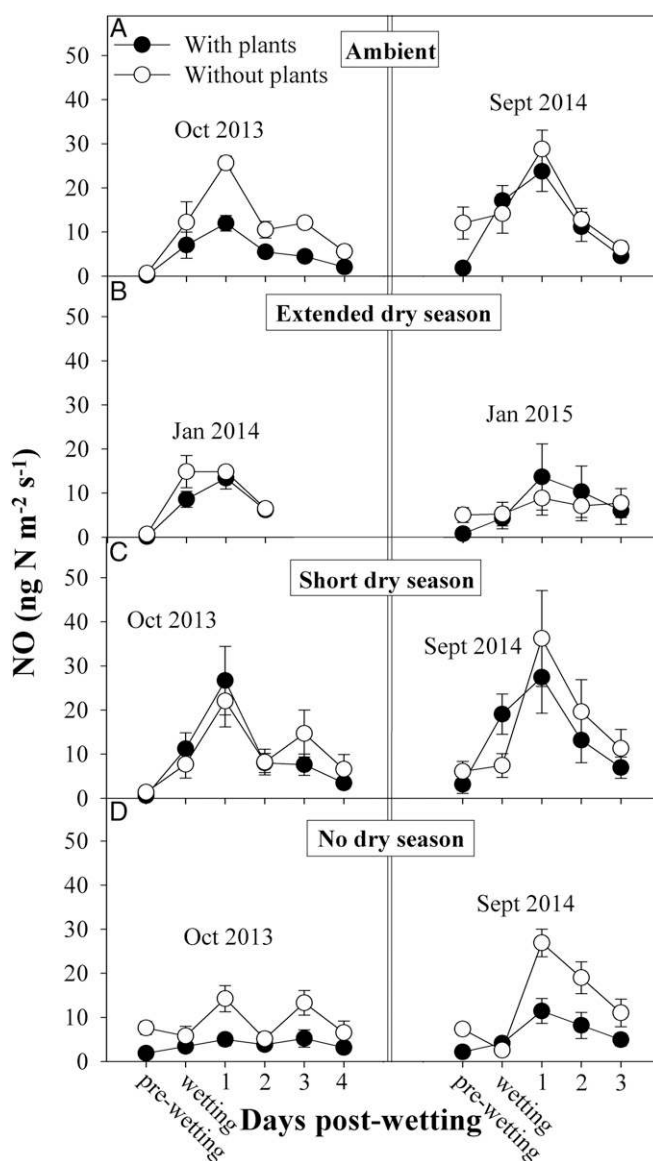 A
With plants
Without plants
Ambient
Oct 2013
Sept 2014
50
40
30
20
10
0
B
Extended dry season
Jan 2014
Jan 2015
50
40
30
20
10
0
C
Short dry season
Oct 2013
Sept 2014
50
40
30
20
10
0
D
No dry season
Oct 2013
Sept 2014
50
40
30
20
10
0
NO (ng N m⁻² s⁻¹)
pre-wetting wetting 1 2 3 4 pre-wetting wetting 1 2 3
Days post-wetting